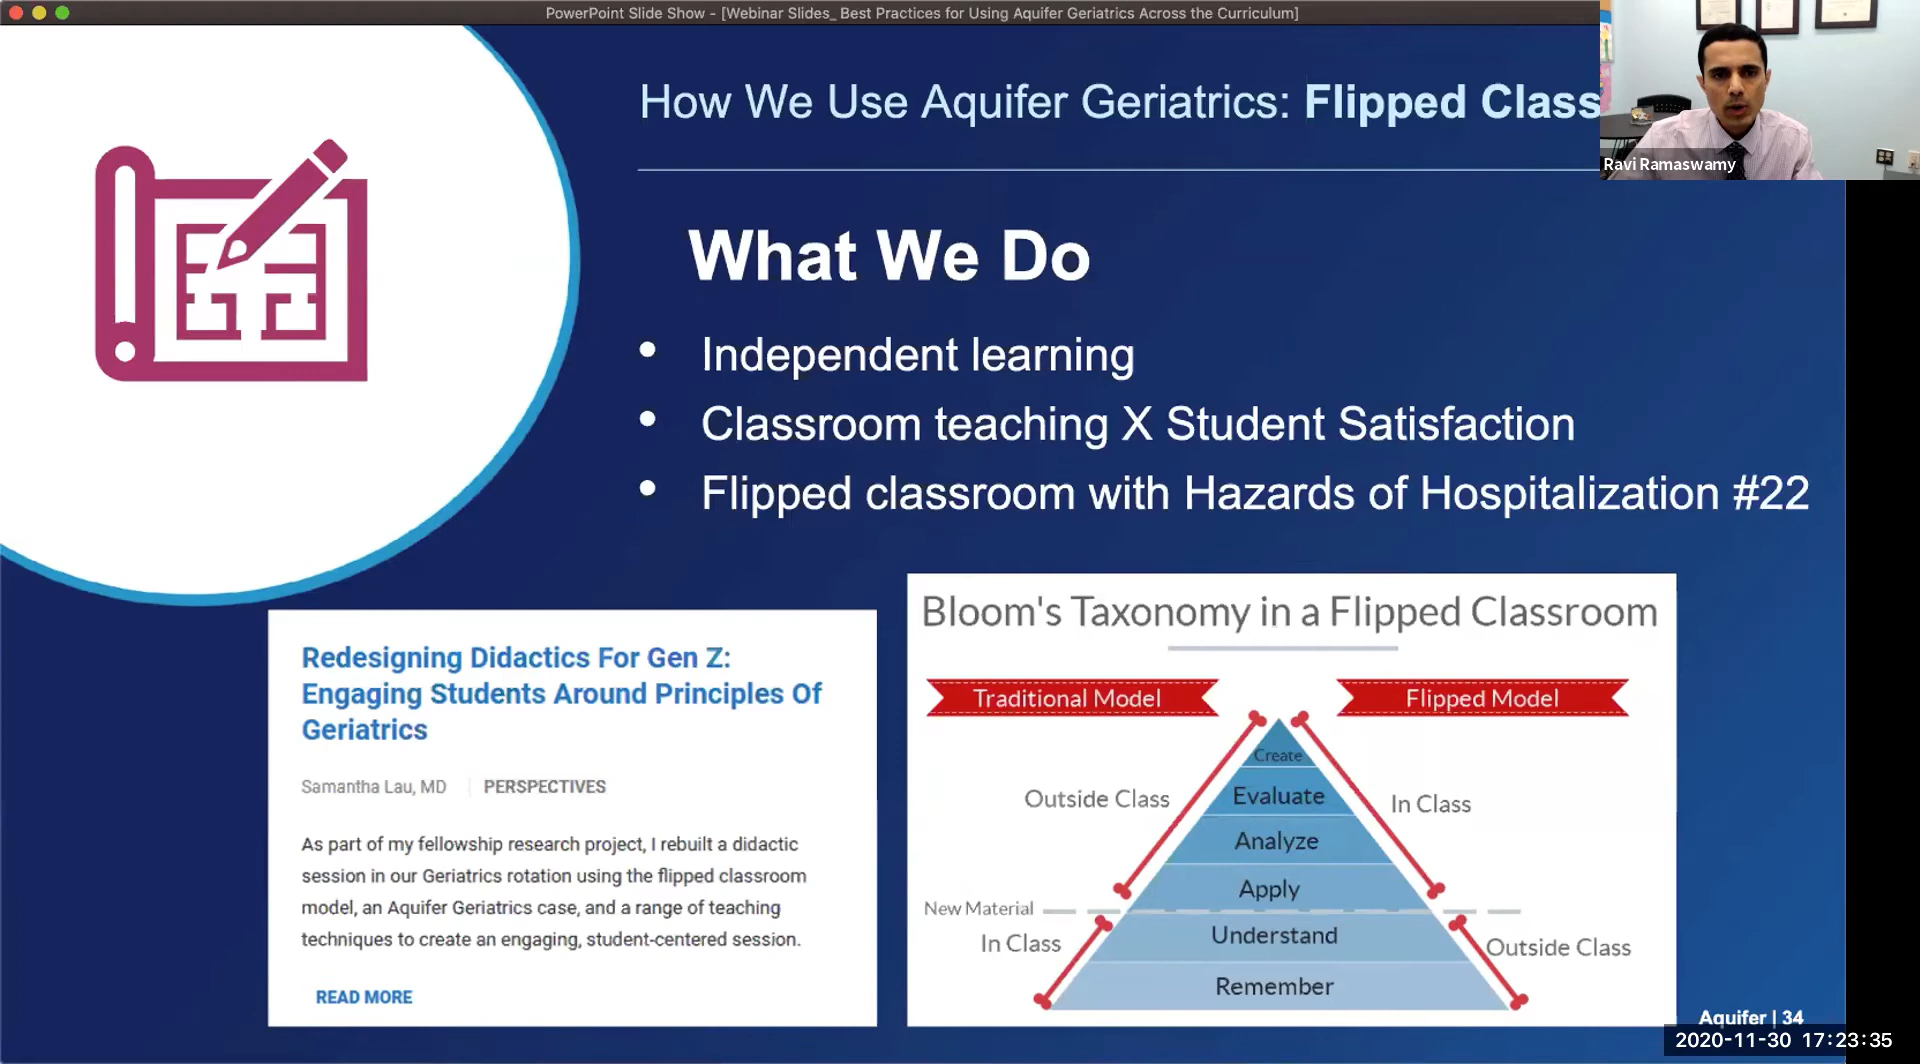 PowerPoint Slide Show - [Webinar Slides_ Best Practices for Using Aquifer Geriatrics Across the Curriculum]
How We Use Aquifer Geriatrics: Flipped Class
Ravi Ramaswamy
What We Do
• Independent learning
• Classroom teaching X Student Satisfaction
• Flipped classroom with Hazards of Hospitalization #22
Redesigning Didactics For Gen Z:
Engaging Students Around Principles Of
Geriatrics
Samantha Lau, MD | PERSPECTIVES
As part of my fellowship research project, I rebuilt a didactic
session in our Geriatrics rotation using the flipped classroom
model, an Aquifer Geriatrics case, and a range of teaching
techniques to create an engaging, student-centered session.
READ MORE
Bloom's Taxonomy in a Flipped Classroom
Traditional Model
Flipped Model
Create
Outside Class
Evaluate
In Class
Analyze
Apply
New Material
In Class
Understand
Outside Class
Remember
Aquifer | 34
2020-11-30 17:23:35